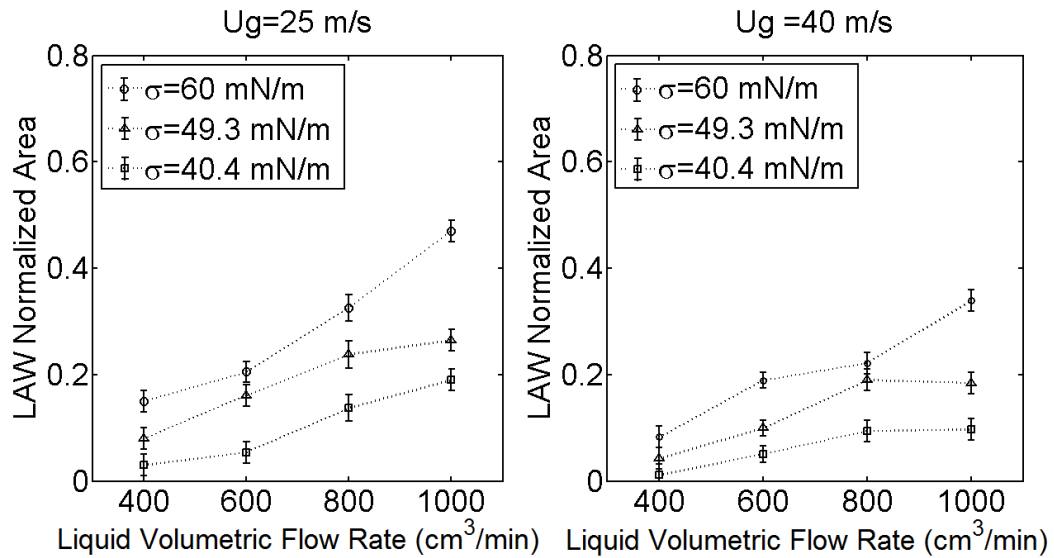 Ug=25 m/s
0.8
0.6
0.4
0.2
0
LAW Normalized Area
σ=60 mN/m
σ=49.3 mN/m
σ=40.4 mN/m
400 600 800 1000
Liquid Volumetric Flow Rate (cm³/min)
Ug =40 m/s
0.8
0.6
0.4
0.2
0
LAW Normalized Area
σ=60 mN/m
σ=49.3 mN/m
σ=40.4 mN/m
400 600 800 1000
Liquid Volumetric Flow Rate (cm³/min)